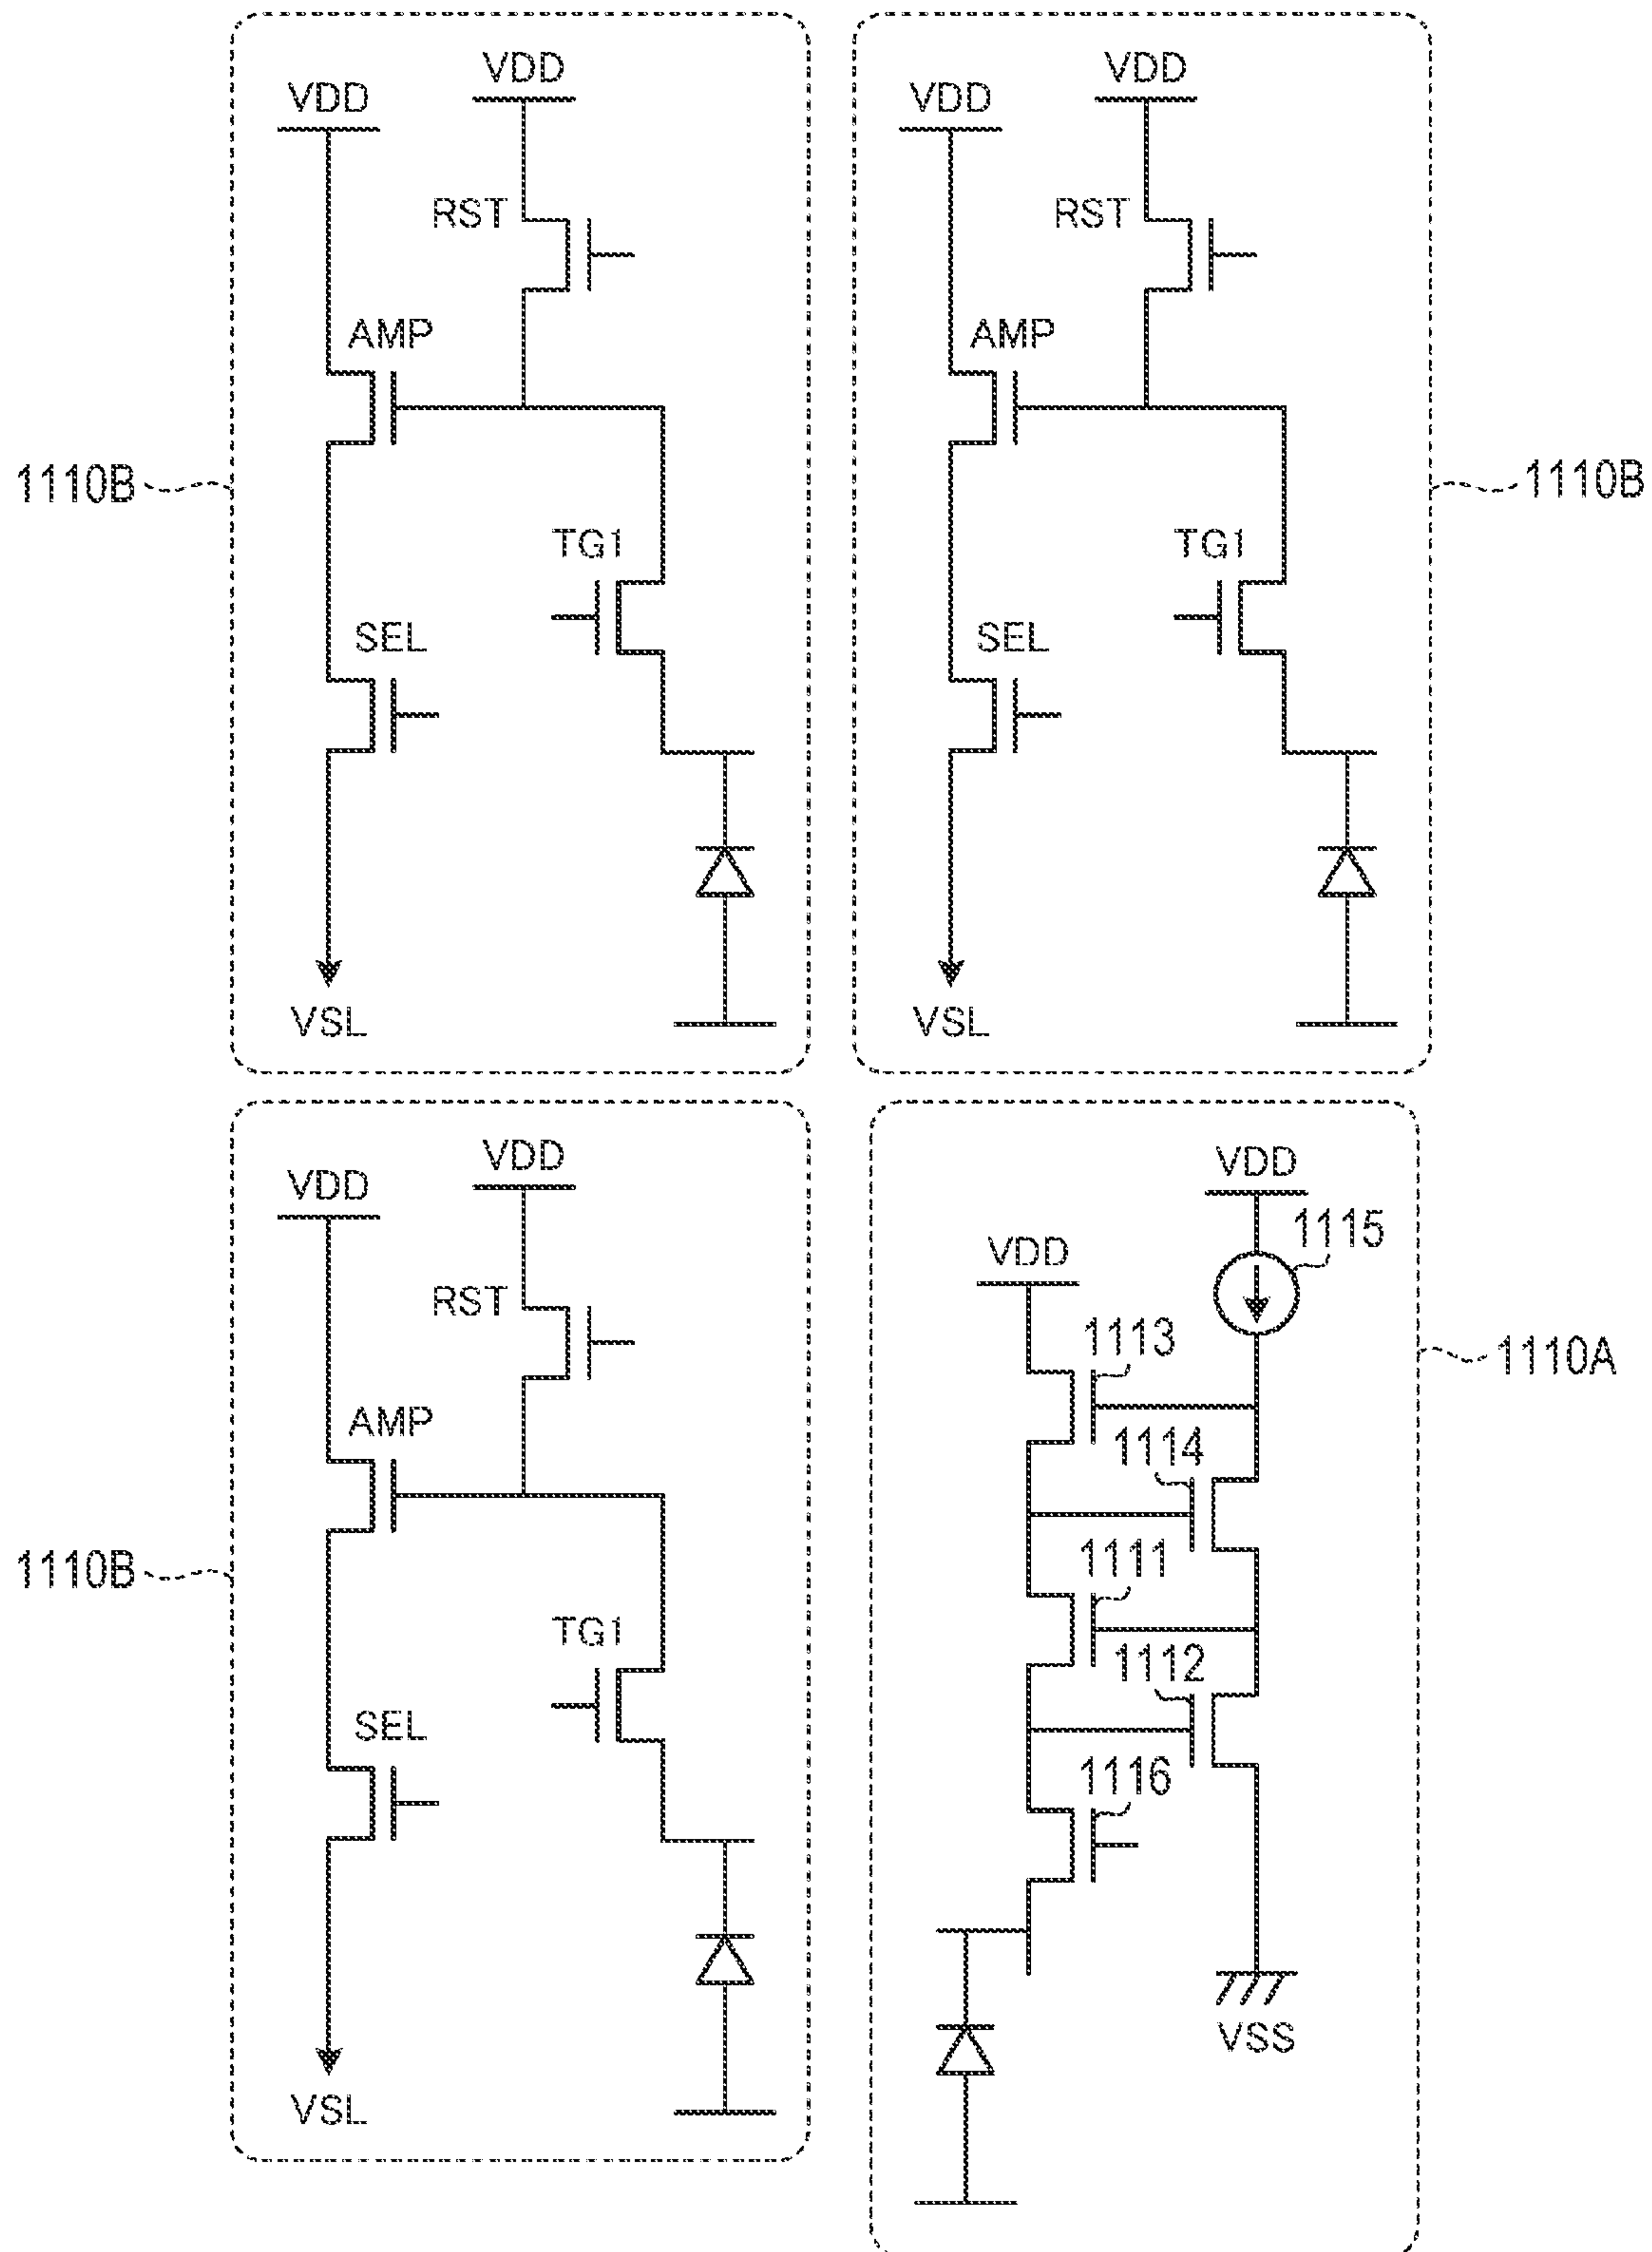 VDD
VDD
RST
AMP
TG1
SEL
VSL
1110B
VDD
VDD
RST
AMP
TG1
SEL
VSL
1110B
VDD
VDD
RST
AMP
TG1
SEL
VSL
1110B
VDD
1115
VDD
1113
1114
1111
1112
1116
VSS
1110A